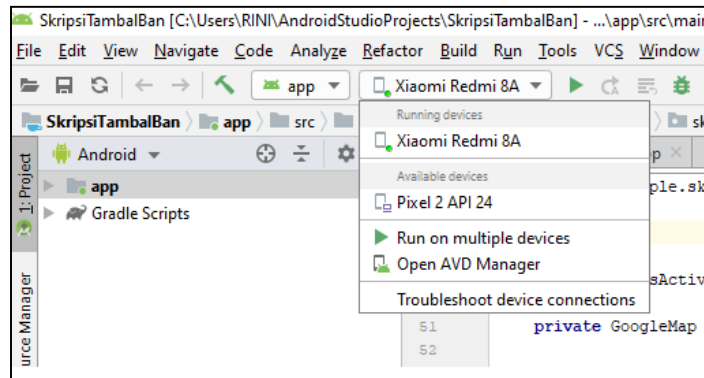 SkripsiTambalBan [C:\Users\RINI\AndroidStudioProjects\SkripsiTambalBan] - ...\app\src\mai
File Edit View Navigate Code Analyze Refactor Build Run Tools VCS Window
app Xiaomi Redmi 8A
SkripsiTambalBan app src sk
Running devices
Xiaomi Redmi 8A
Available devices
Pixel 2 API 24
Run on multiple devices
Open AVD Manager
Troubleshoot device connections
1: Project
Android
app
Gradle Scripts
urce Manager
p
ple.sk
sActiv
51 private GoogleMap
52